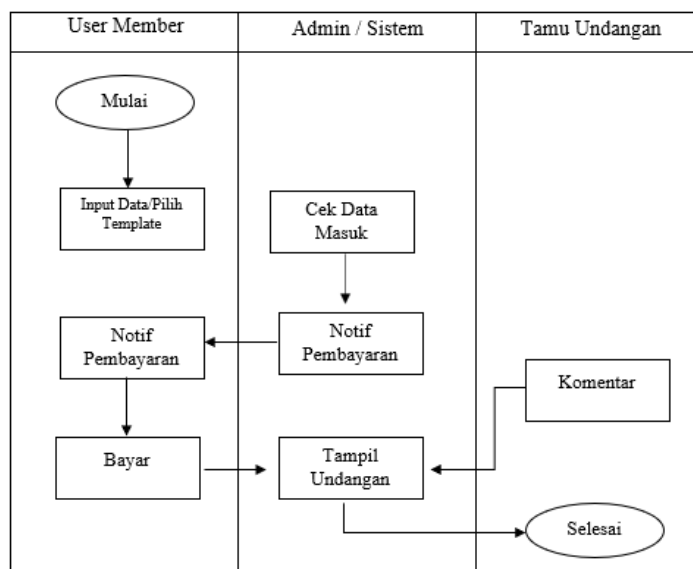 User Member
Admin / Sistem
Tamu Undangan
Mulai
Input Data/Pilih
Template
Cek Data
Masuk
Notif
Pembayaran
Notif
Pembayaran
Komentar
Bayar
Tampil
Undangan
Selesai